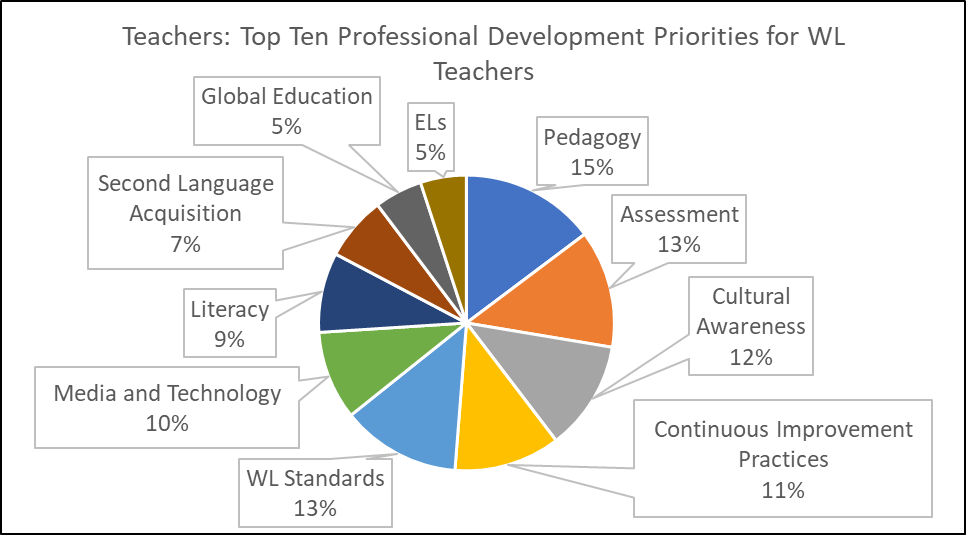 Teachers: Top Ten Professional Development Priorities for WL
Teachers
Global Education
5%
ELs
5%
Pedagogy
15%
Second Language
Acquisition
7%
Assessment
13%
Cultural
Awareness
12%
Literacy
9%
Media and Technology
10%
Continuous Improvement
Practices
11%
WL Standards
13%